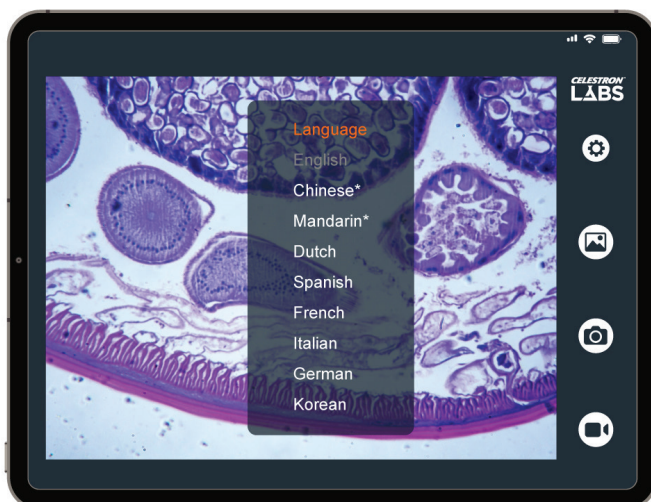 CELESTRON
LABS
Language
English
Chinese*
Mandarin*
Dutch
Spanish
French
Italian
German
Korean